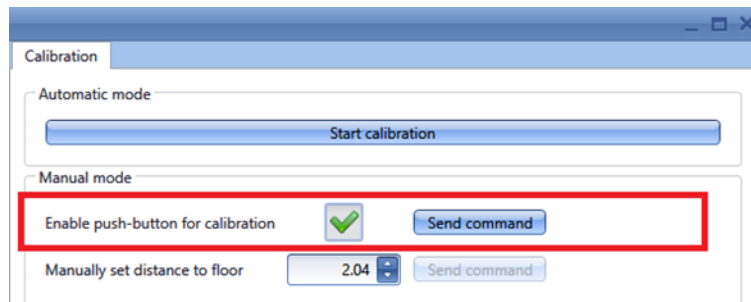 Calibration
Automatic mode
Start calibration
Manual mode
Enable push-button for calibration Send command
Manually set distance to floor 2.04 Send command